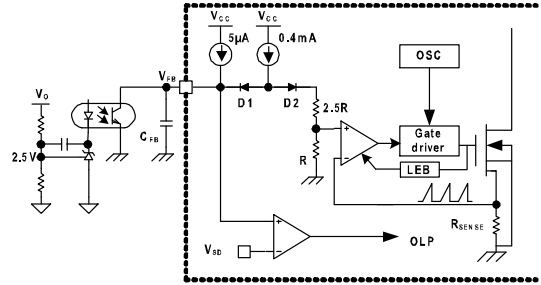 Vcc Vcc
5μA 0.4mA
OSC
VFB
D1 D2
VO
2.5R
CFB
Gate
driver
2.5V
R
LEB
RSENSE
VSD
OLP
+
-
+
-